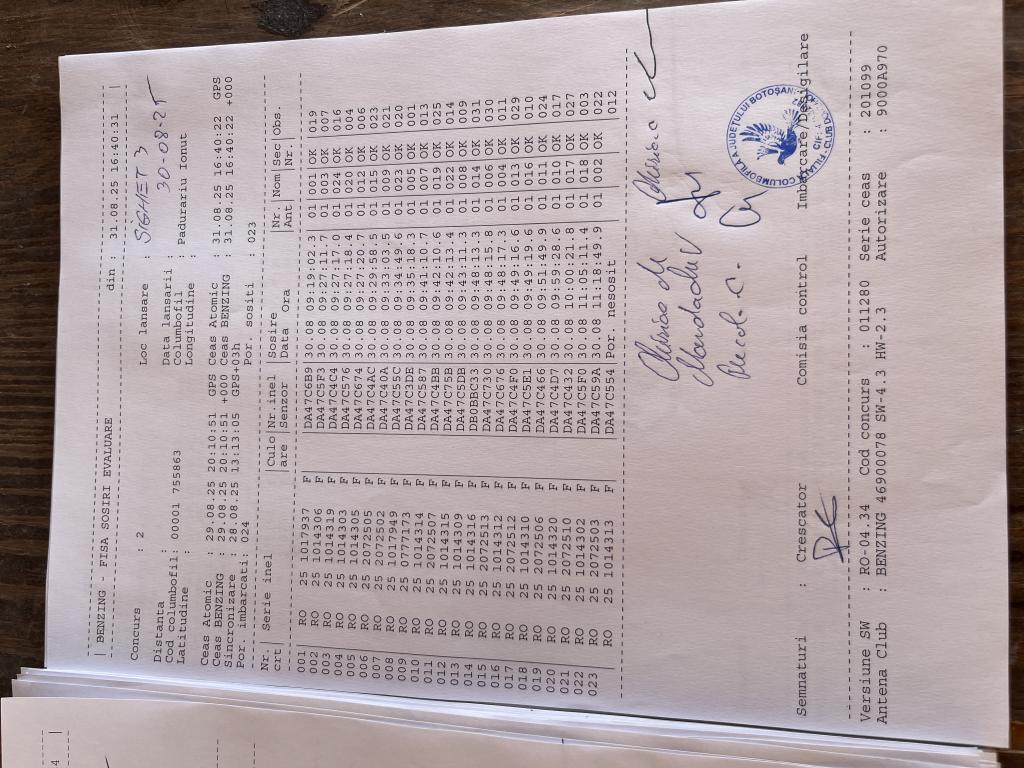 | BENZING - FISA SOSIRI EVALUARE din : 31.08.25 16:40:31 |
Concurs : 2 Loc lansare : SIGHET 3
Distanta : Data lansarii : 30-08-25
Cod columbofil: 00001 755863 Columbofil : Padurariu Ionut
Latitudine : Longitudine :
Ceas Atomic : 29.08.25 20:10:51 GPS Ceas Atomic : 31.08.25 16:40:22 GPS
Ceas BENZING : 29.08.25 20:10:51 +000 Ceas BENZING : 31.08.25 16:40:22 +000
Sincronizare : 28.08.25 13:13:05 GPS+031
Por. imbarcati: 024 Por. sositi : 023
Nr. | Serie inel |Culo |Nr.inel |Sosire |Nr. |Nom |Sec |Obs.
crt | |are |Senzor |Data Ora |Ant | |Nr. |
001 RO 25 1017937 F DA47C6B9 30.08 09:19:02.3 01 001 OK 019
002 RO 25 1014306 F DA47C5F3 30.08 09:27:11.7 01 003 OK 007
003 RO 25 1014319 F DA47C4C4 30.08 09:27:17.0 01 024 OK 016
004 RO 25 1014303 F DA47C576 30.08 09:27:18.4 01 020 OK 004
005 RO 25 1014305 F DA47C674 30.08 09:27:20.7 01 012 OK 006
006 RO 25 2072505 F DA47C4AC 30.08 09:29:58.5 01 015 OK 023
007 RO 25 2072502 F DA47C40A 30.08 09:33:03.5 01 009 OK 021
008 RO 25 1017949 F DA47C55C 30.08 09:34:49.6 01 023 OK 020
009 RO 25 0777173 F DA47C3DE 30.08 09:35:18.3 01 005 OK 001
010 RO 25 1014314 F DA47C587 30.08 09:41:10.7 01 007 OK 013
011 RO 25 2072507 F DA47C4BB 30.08 09:42:10.6 01 019 OK 025
012 RO 25 1014315 F DA47C75B 30.08 09:42:13.4 01 022 OK 014
013 RO 25 1014309 F DA47C5DB 30.08 09:44:11.3 01 008 OK 009
014 RO 25 1014316 F DB0BBC33 30.08 01 014 OK 031
015 RO 25 2072513 F DA47C730 30.08 09:48:15.8 01 006 OK 030
016 RO 25 1014312 F DA47C676 30.08 09:48:17.3 01 004 OK 011
017 RO 25 2072512 F DA47C4F0 30.08 09:49:16.6 01 013 OK 029
018 RO 25 1014310 F DA47C5E1 30.08 09:49:19.6 01 016 OK 010
019 RO 25 2072506 F DA47C466 30.08 09:51:49.9 01 011 OK 024
020 RO 25 1014320 F DA47C4D7 30.08 09:59:28.6 01 010 OK 017
021 RO 25 2072510 F DA47C432 30.08 10:00:21.8 01 017 OK 027
022 RO 25 1014302 F DA47C5F0 30.08 11:05:11.4 01 018 OK 003
023 RO 25 2072503 F DA47C59A 30.08 11:18:49.9 01 002 OK 022
RO 25 1014313 F DA47C554 Por. nesosit 012
Semnaturi : Crescator Comisia control Imbarcare/Desigilare
Versiune SW : RO-04.34 Cod concurs : 011280 Serie ceas : 201099
Antena Club : BENZING 46900078 SW-4.3 HW-2.3 Autorizare : 9000A970